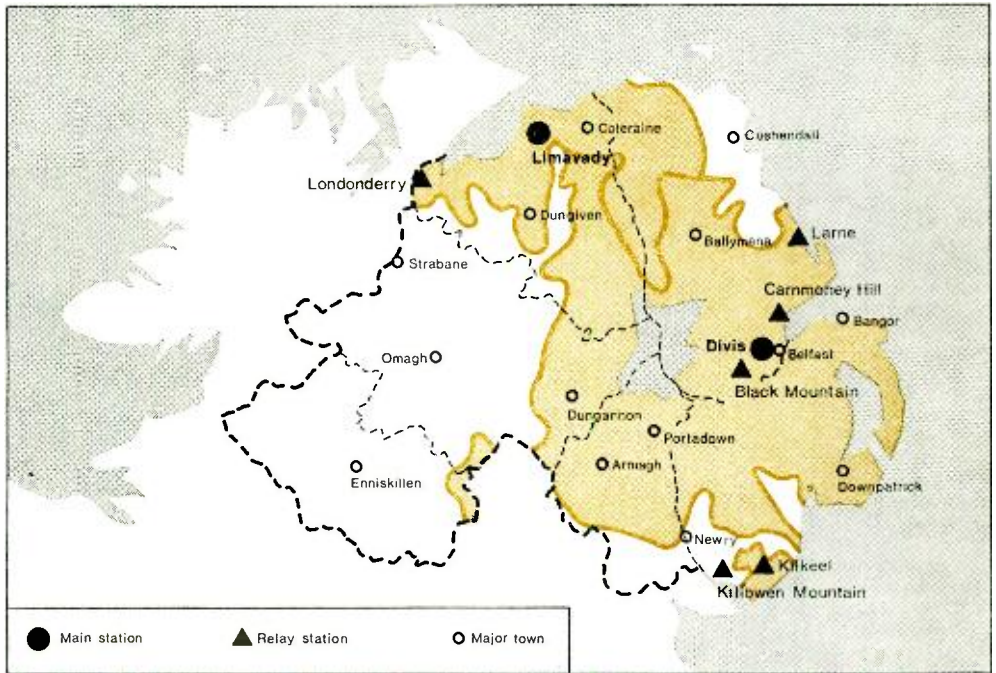 Coleraine
Cushendall
Limavady
Londonderry
Dungiven
Ballymena
Larne
Strabane
Carnmoney Hill
Bangor
Divis
Belfast
Omagh
Black Mountain
Dungannon
Portadown
Armagh
Enniskillen
Downpatrick
Newry
Kilkeel
Killowen Mountain
Main station
Relay station
Major town